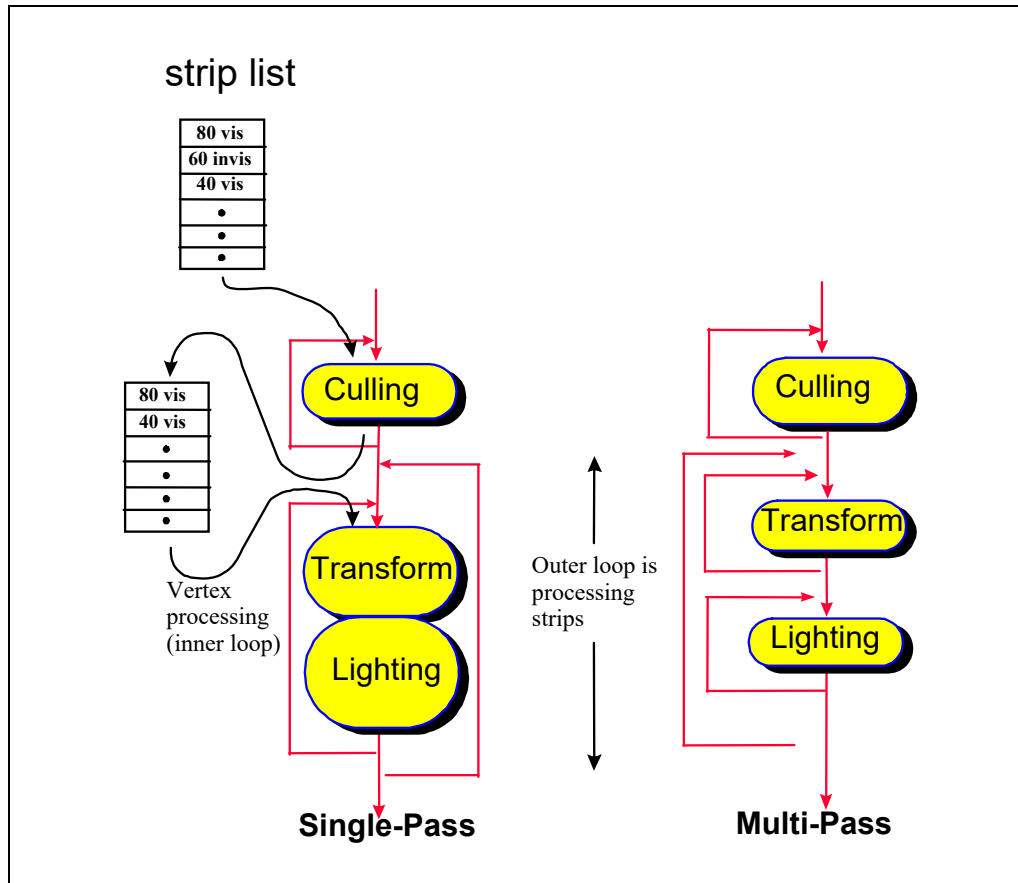 strip list
80 vis
60 invis
40 vis
80 vis
40 vis
Culling
Transform
Lighting
Vertex
processing
(inner loop)
Single-Pass
Outer loop is
processing
strips
Culling
Transform
Lighting
Multi-Pass